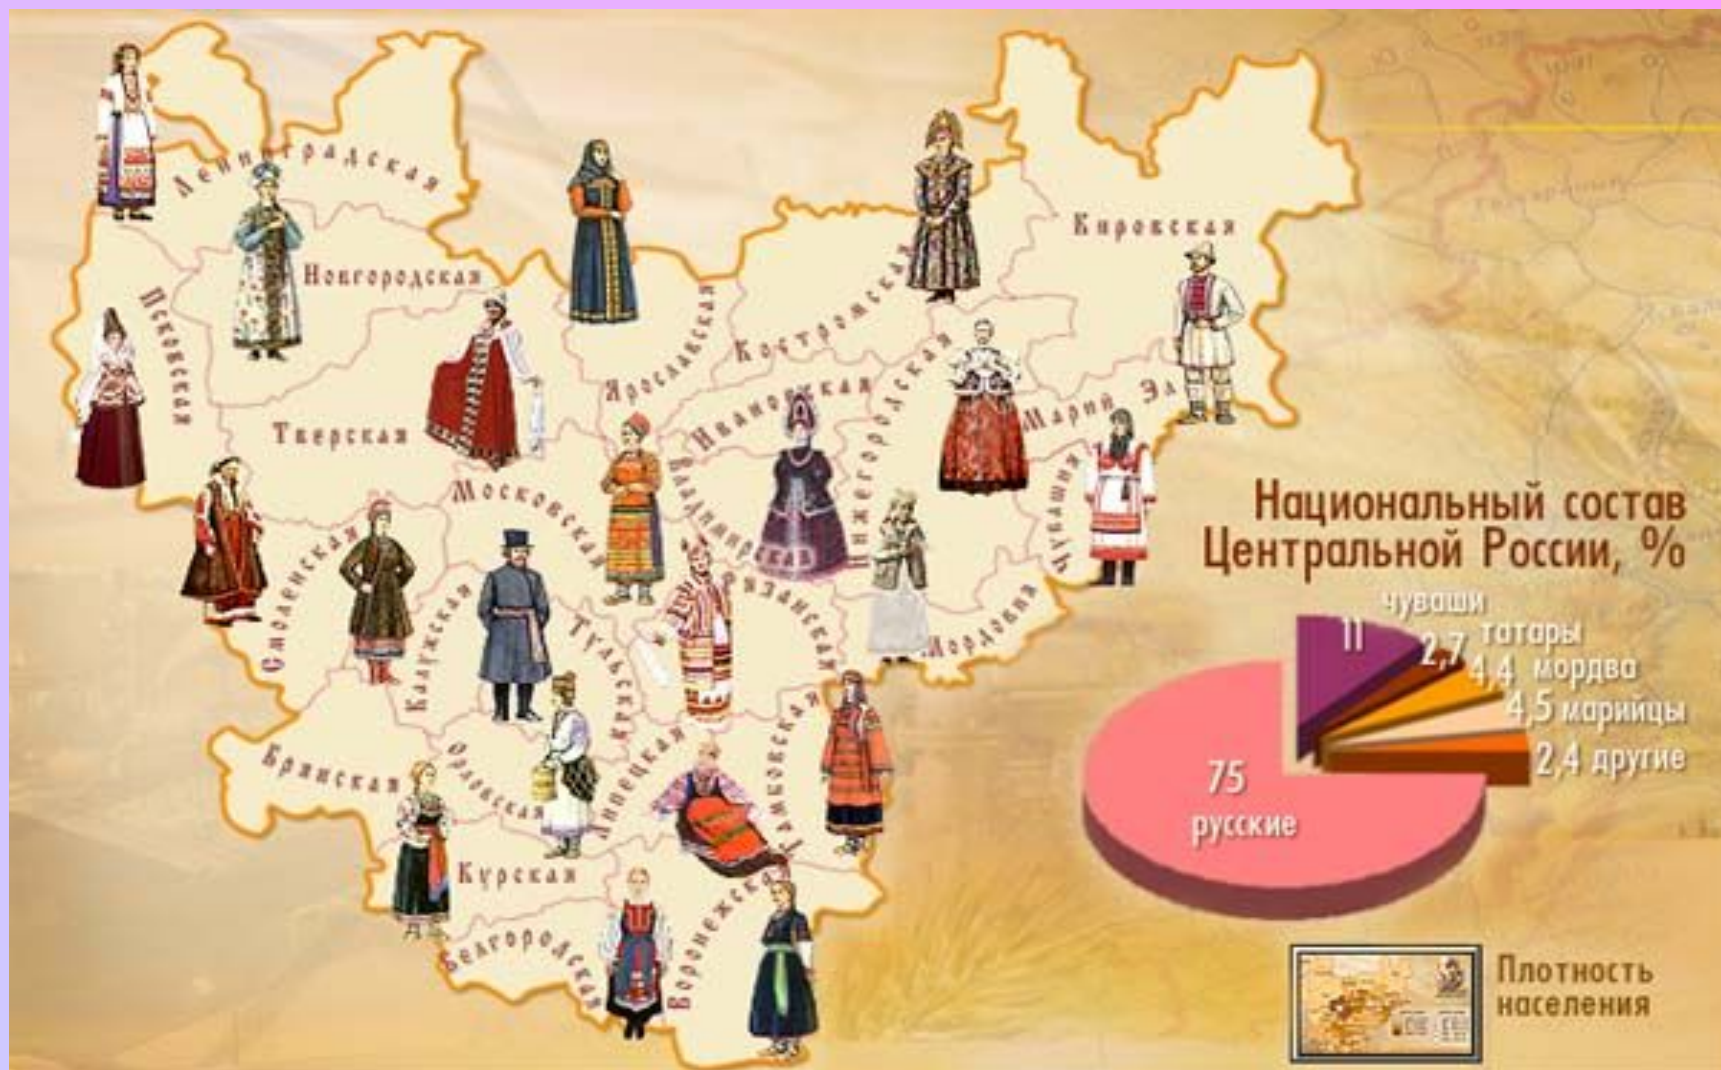 Ленинградская
Новгородская
Псковская
Тверская
Ярославская
Костромская
Кировская
Ивановская
Нижегородская
Марий Эл
Чувашия
Московская
Владимирская
Смоленская
Калужская
Тульская
Рязанская
Мордовия
Брянская
Орловская
Липецкая
Тамбовская
Курская
Белгородская
Воронежская
Национальный состав
Центральной России, %
чуваши
11
2,7 татары
4,4 мордва
4,5 марийцы
2,4 другие
75
русские
Плотность
населения